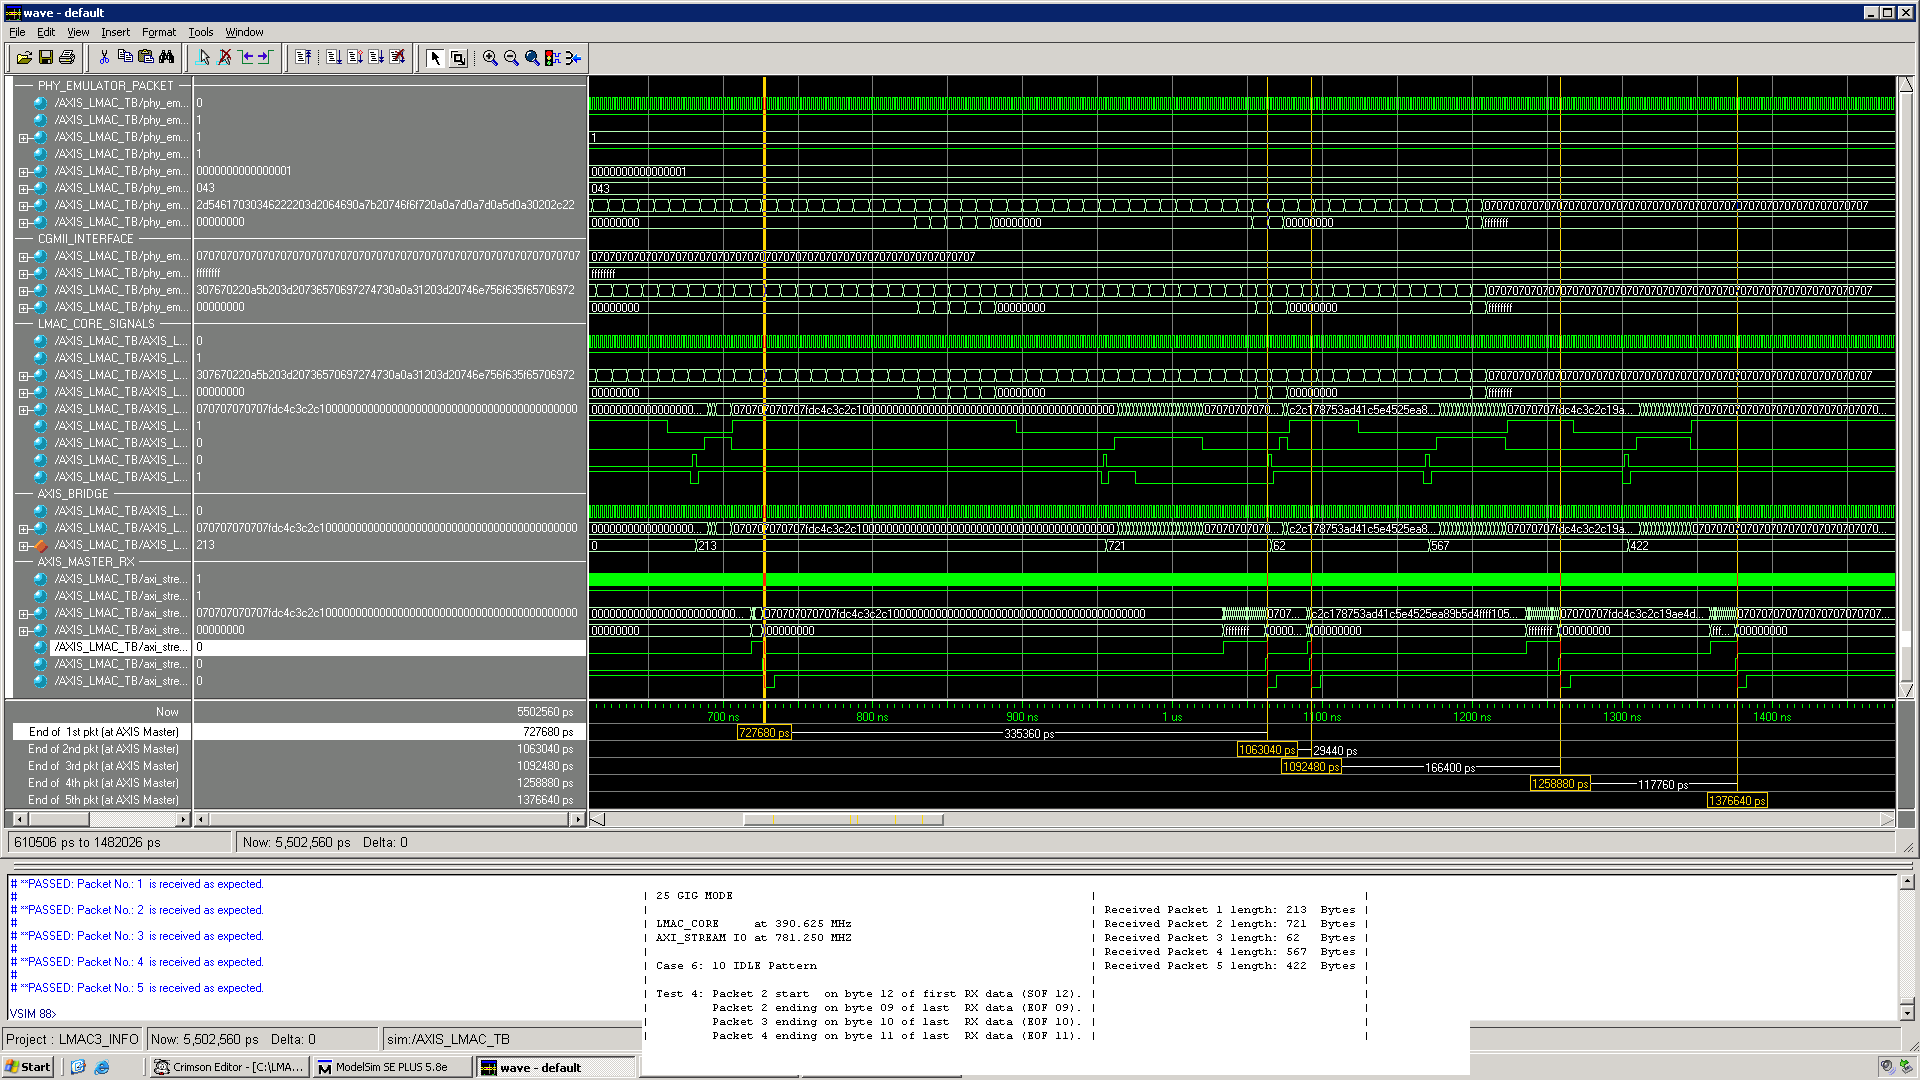 wave - default
File Edit View Insert Format Tools Window
PHY_EMULATOR_PACKET
/AXIS_LMAC_TB/phy_em... 0
/AXIS_LMAC_TB/phy_em... 1
/AXIS_LMAC_TB/phy_em... 1 1
/AXIS_LMAC_TB/phy_em... 1
/AXIS_LMAC_TB/phy_em... 0000000000000001 0000000000000001
/AXIS_LMAC_TB/phy_em... 043 043
/AXIS_LMAC_TB/phy_em... 2d54617030346222203d2064690a7b20746f6f720a0a7d0a7d0a5d0a30202c22
/AXIS_LMAC_TB/phy_em... 00000000 00000000 00000000 00000000 ffffffff
CGMII_INTERFACE
/AXIS_LMAC_TB/phy_em... 0707070707070707070707070707070707070707070707070707070707070707
/AXIS_LMAC_TB/phy_em... ffffffff ffffffff
/AXIS_LMAC_TB/phy_em... 307670220a5b203d20736570697274730a0a31203d20746e756f635f65706972
/AXIS_LMAC_TB/phy_em... 00000000 00000000 00000000 00000000 ffffffff
LMAC_CORE_SIGNALS
/AXIS_LMAC_TB/AXIS_L... 0
/AXIS_LMAC_TB/AXIS_L... 1
/AXIS_LMAC_TB/AXIS_L... 307670220a5b203d20736570697274730a0a31203d20746e756f635f65706972
/AXIS_LMAC_TB/AXIS_L... 00000000 00000000 00000000 00000000 ffffffff
/AXIS_LMAC_TB/AXIS_L... 070707070707fdc4c3c2c10000000000000000000000000000000000000000000
/AXIS_LMAC_TB/AXIS_L... 1
/AXIS_LMAC_TB/AXIS_L... 0
/AXIS_LMAC_TB/AXIS_L... 0
/AXIS_LMAC_TB/AXIS_L... 1
AXIS_BRIDGE
/AXIS_LMAC_TB/AXIS_L... 0
/AXIS_LMAC_TB/AXIS_L... 070707070707fdc4c3c2c10000000000000000000000000000000000000000000
/AXIS_LMAC_TB/AXIS_L... 213 0 213 721 62 567 422
AXIS_MASTER_RX
/AXIS_LMAC_TB/axi_stre... 1
/AXIS_LMAC_TB/axi_stre... 1
/AXIS_LMAC_TB/axi_stre... 070707070707fdc4c3c2c10000000000000000000000000000000000000000000
/AXIS_LMAC_TB/axi_stre... 00000000 00000000 00000000 ffffffff 0000... 00000000 ffffffff 00000000 fff... 00000000
/AXIS_LMAC_TB/axi_stre... 0
/AXIS_LMAC_TB/axi_stre... 0
/AXIS_LMAC_TB/axi_stre... 0
Now 5502560 ps 700 ns 800 ns 900 ns 1 us 1100 ns 1200 ns 1300 ns 1400 ns
End of 1st pkt (at AXIS Master) 727680 ps 727680 ps 335360 ps
End of 2nd pkt (at AXIS Master) 1063040 ps 1063040 ps 29440 ps
End of 3rd pkt (at AXIS Master) 1092480 ps 1092480 ps 166400 ps
End of 4th pkt (at AXIS Master) 1258880 ps 1258880 ps 117760 ps
End of 5th pkt (at AXIS Master) 1376640 ps 1376640 ps
610506 ps to 1482026 ps Now: 5,502,560 ps Delta: 0
# **PASSED: Packet No.: 1 is received as expected.
#
# **PASSED: Packet No.: 2 is received as expected.
#
# **PASSED: Packet No.: 3 is received as expected.
#
# **PASSED: Packet No.: 4 is received as expected.
#
# **PASSED: Packet No.: 5 is received as expected.
VSIM 88>
| 25 GIG MODE |
| | Received Packet 1 length: 213 Bytes |
| LMAC_CORE at 390.625 MHz | Received Packet 2 length: 721 Bytes |
| AXI_STREAM IO at 781.250 MHZ | Received Packet 3 length: 62 Bytes |
| | Received Packet 4 length: 567 Bytes |
| Case 6: 10 IDLE Pattern | Received Packet 5 length: 422 Bytes |
| Test 4: Packet 2 start on byte 12 of first RX data (SOF 12). |
| Packet 2 ending on byte 09 of last RX data (EOF 09). |
| Packet 3 ending on byte 10 of last RX data (EOF 10). |
| Packet 4 ending on byte 11 of last RX data (EOF 11). |
Project : LMAC3_INFO Now: 5,502,560 ps Delta: 0 sim:/AXIS_LMAC_TB
Start Crimson Editor - [C:\LMA... ModelSim SE PLUS 5.8e wave - default